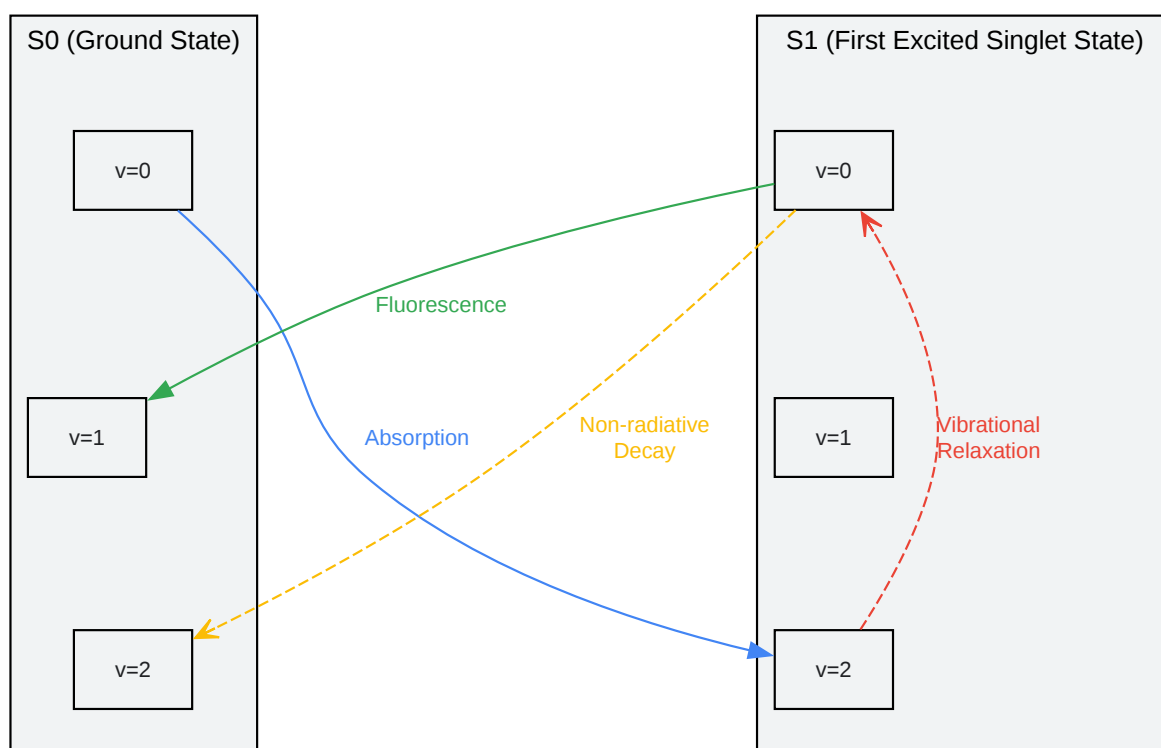 S0 (Ground State)
S1 (First Excited Singlet State)
v=0
v=0
Fluorescence
v=1
Absorption
Non-radiative
Decay
v=1
Vibrational
Relaxation
v=2
v=2